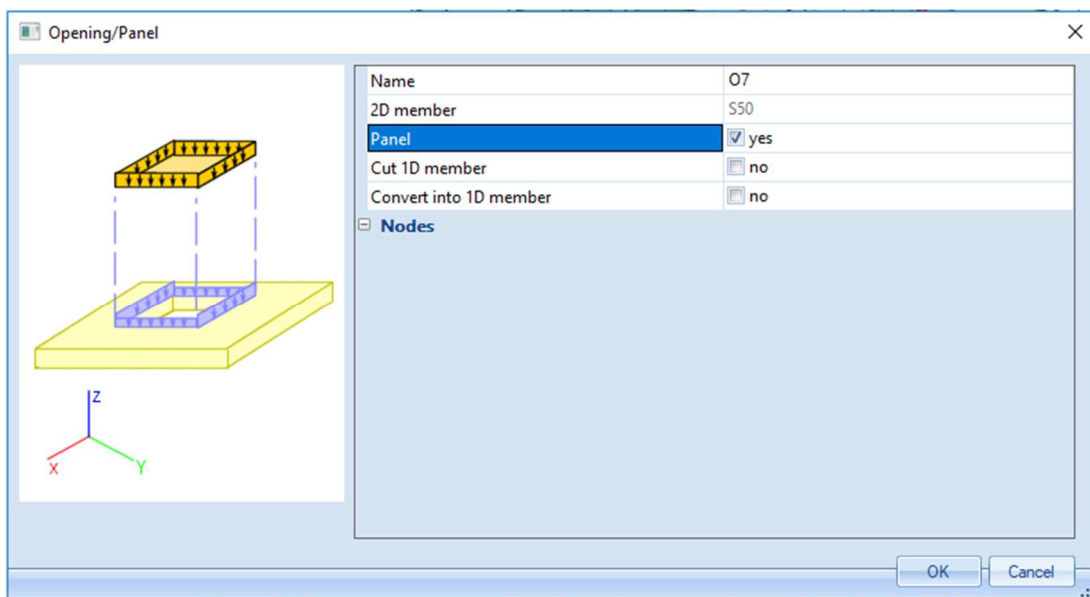 Opening/Panel
Name O7
2D member S50
Panel yes
Cut 1D member no
Convert into 1D member no
Nodes
Z
X
Y
OK Cancel